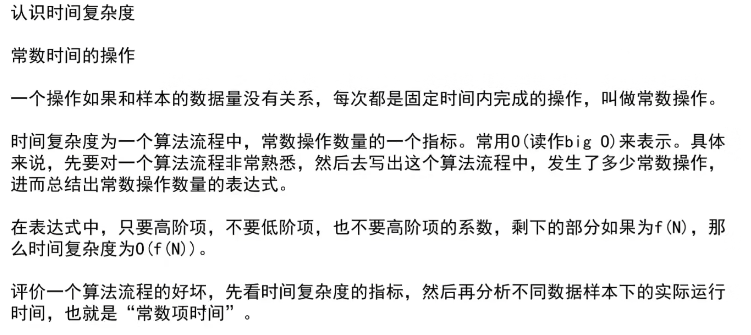 认识时间复杂度
常数时间的操作
一个操作如果和样本的数据量没有关系，每次都是固定时间内完成的操作，叫做常数操作。
时间复杂度为一个算法流程中，常数操作数量的一个指标。常用O(读作big O)来表示。具体
来说，先要对一个算法流程非常熟悉，然后去写出这个算法流程中，发生了多少常数操作，
进而总结出常数操作数量的表达式。
在表达式中，只要高阶项，不要低阶项，也不要高阶项的系数，剩下的部分如果为f(N)，那
么时间复杂度为O(f(N))。
评价一个算法流程的好坏，先看时间复杂度的指标，然后再分析不同数据样本下的实际运行
时间，也就是“常数项时间”。